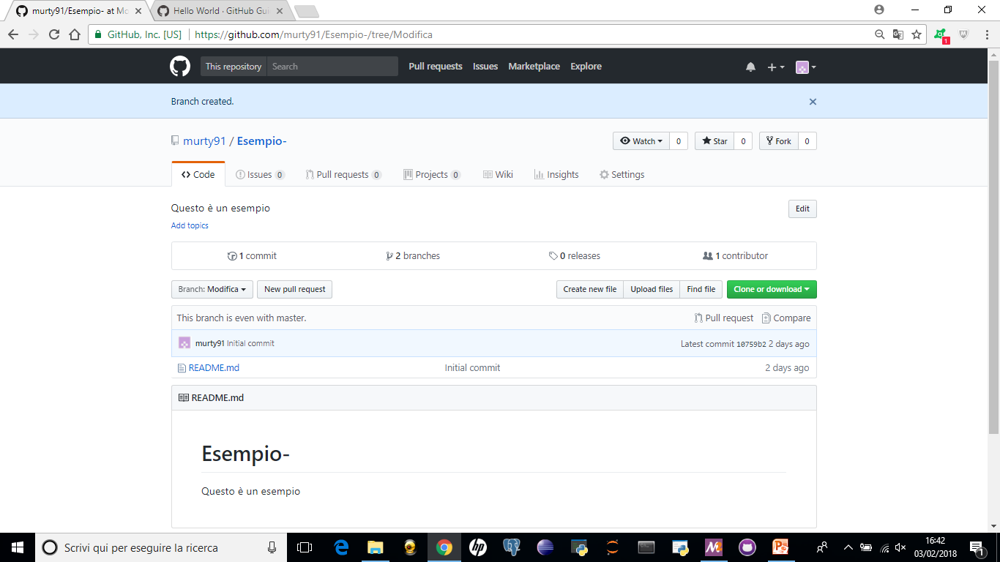 murty91/Esempio- at Mo
Hello World · GitHub Gui
GitHub, Inc. [US] https://github.com/murty91/Esempio-/tree/Modifica
1
This repository Search Pull requests Issues Marketplace Explore
Branch created.
murty91 / Esempio-
Watch 0 Star 0 Fork 0
Code Issues 0 Pull requests 0 Projects 0 Wiki Insights Settings
Questo è un esempio
Edit
Add topics
1 commit 2 branches 0 releases 1 contributor
Branch: Modifica New pull request Create new file Upload files Find file Clone or download
This branch is even with master. Pull request Compare
murty91 Initial commit Latest commit 10759b2 2 days ago
README.md Initial commit 2 days ago
README.md
Esempio-
Questo è un esempio
Scrivi qui per eseguire la ricerca
16:42
03/02/2018
1